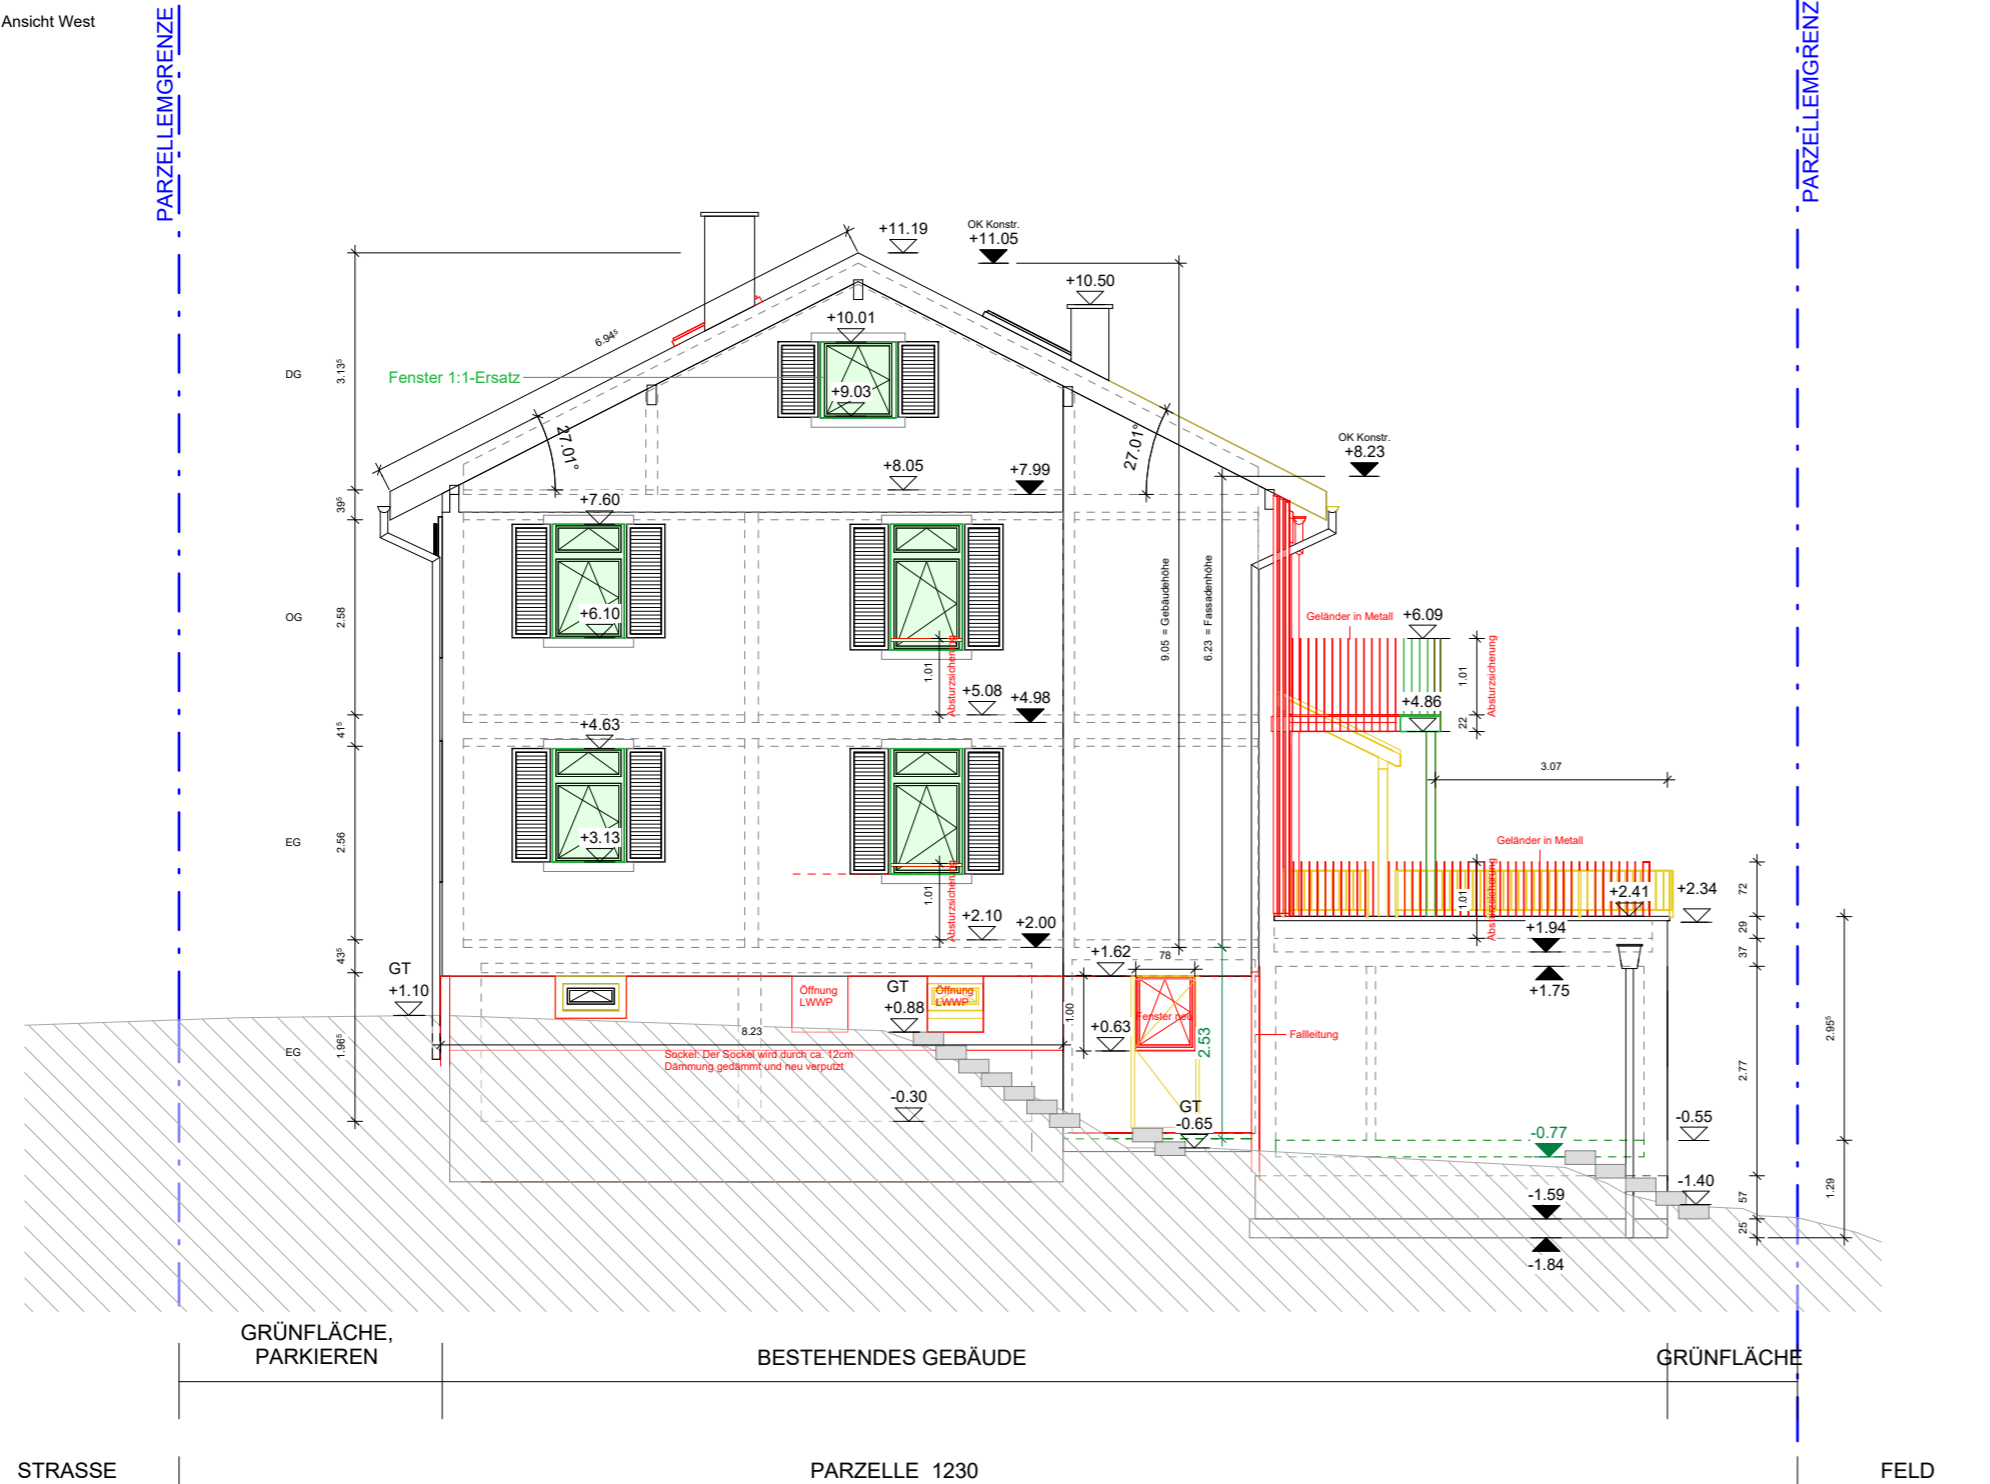 Ansicht West
PARZELLEMGRENZE
PARZELLEMGRENZ
+11.19
OK Konstr.
+11.05
+10.50
6.94⁵
+10.01
DG
3.13⁵
Fenster 1:1-Ersatz
+9.03
27.01°
27.01°
OK Konstr.
+8.23
+8.05
+7.99
39⁵
+7.60
9.05 = Gebäudehöhe
6.23 = Fassadenhöhe
OG
2.58
+6.10
Geländer in Metall
+6.09
1.01
Absturzsicherung
1.01
Absturzsicherung
+5.08
+4.98
+4.86
22
41⁵
+4.63
3.07
EG
2.56
+3.13
Geländer in Metall
1.01
Absturzsicherung
1.01
Absturzsicherung
+2.41
+2.34
72
+2.10
+2.00
+1.94
29
43⁵
+1.62
78
37
GT
+1.10
Öffnung
LWWP
GT
+0.88
Öffnung
LWWP
+1.75
1.00
Fenster neu
+0.63
2.53
Fallleitung
2.95⁵
EG
1.96⁵
8.23
Sockel: Der Sockel wird durch ca. 12cm
Dämmung gedämmt und neu verputzt
2.77
-0.30
GT
-0.65
-0.55
-0.77
-1.59
-1.40
57
1.29
25
-1.84
GRÜNFLÄCHE,
PARKIEREN
BESTEHENDES GEBÄUDE
GRÜNFLÄCHE
STRASSE
PARZELLE 1230
FELD